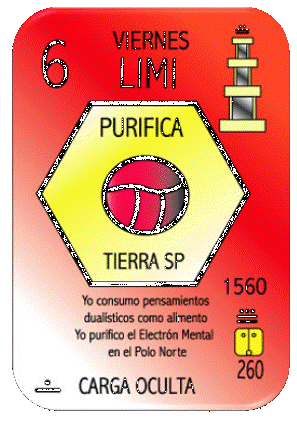 6
VIERNES
LIMI
PURIFICA
TIERRA SP
1560
Yo consumo pensamientos
dualísticos como alimento
Yo purifico el Electrón Mental
en el Polo Norte
260
CARGA OCULTA